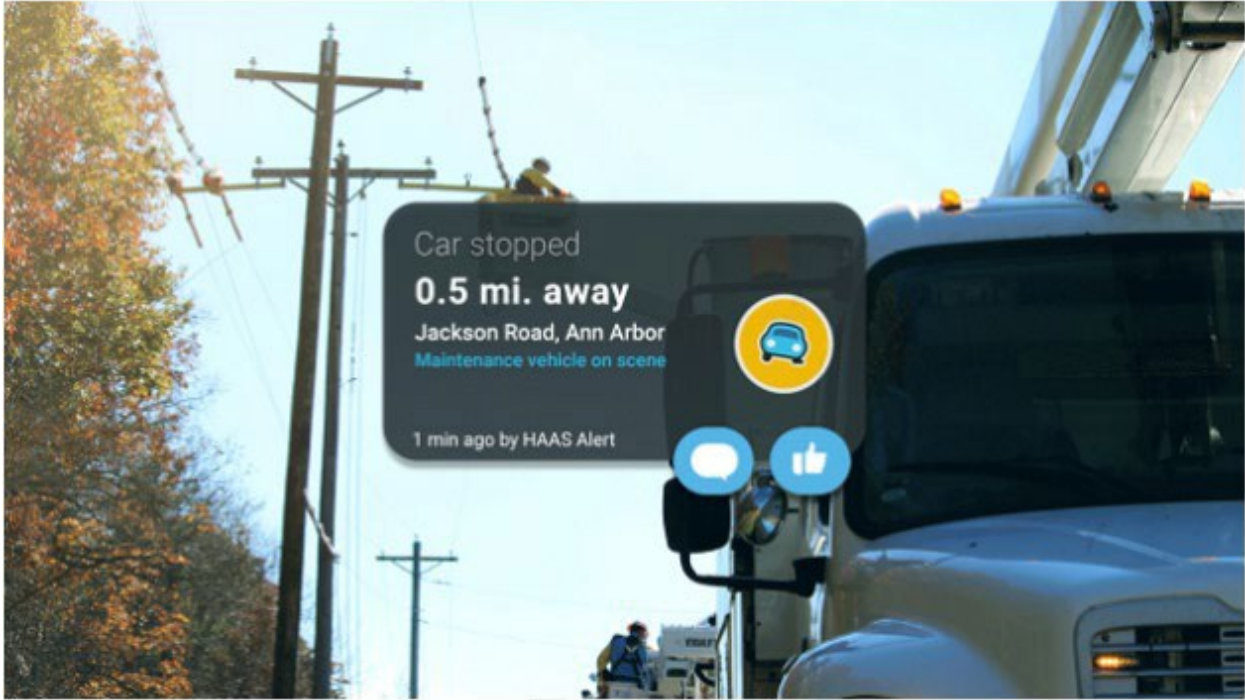 Car stopped
0.5 mi. away
Jackson Road, Ann Arbor
Maintenance vehicle on scene
1 min ago by HAAS Alert